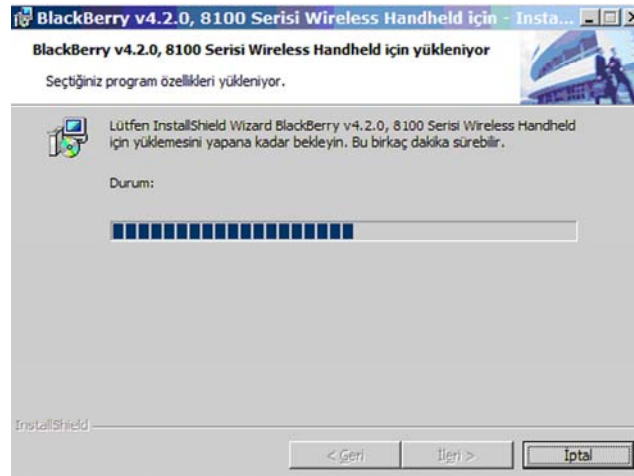 BlackBerry v4.2.0, 8100 Serisi Wireless Handheld için - Insta...
BlackBerry v4.2.0, 8100 Serisi Wireless Handheld için yükleniyor
Seçtiğiniz program özellikleri yükleniyor.
Lütfen InstallShield Wizard BlackBerry v4.2.0, 8100 Serisi Wireless Handheld
için yüklemesini yapana kadar bekleyin. Bu birkaç dakika sürebilir.
Durum:
InstallShield
< Geri İleri > İptal